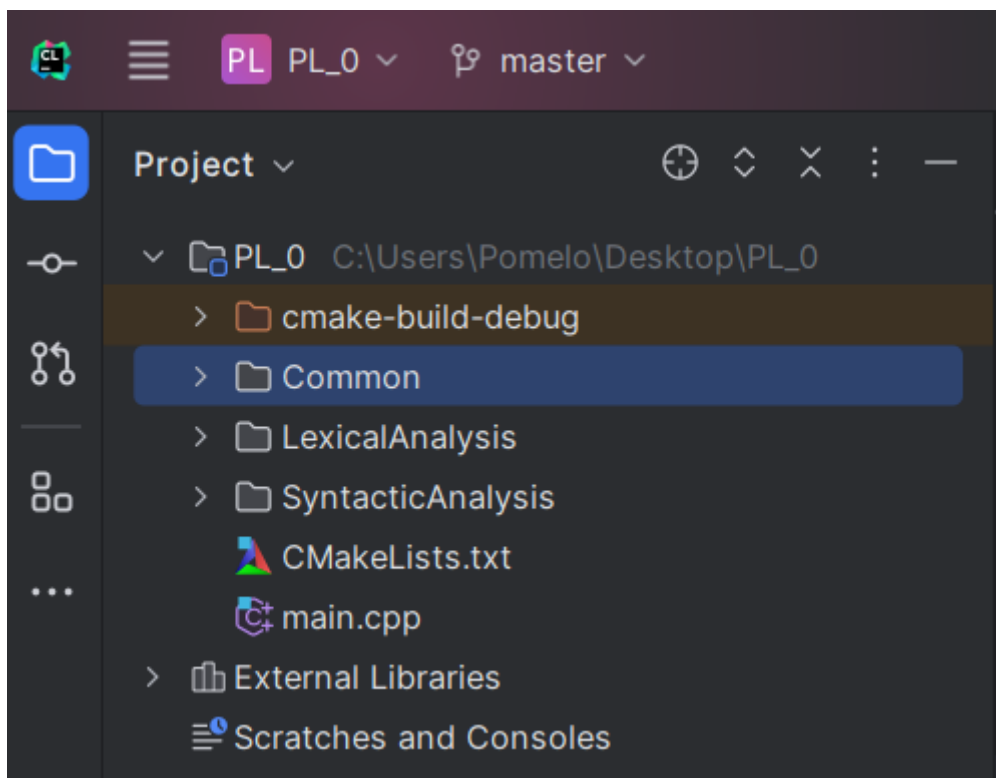 CL PL PL_0 master
Project
PL_0 C:\Users\Pomelo\Desktop\PL_0
cmake-build-debug
Common
LexicalAnalysis
SyntacticAnalysis
CMakeLists.txt
main.cpp
External Libraries
Scratches and Consoles